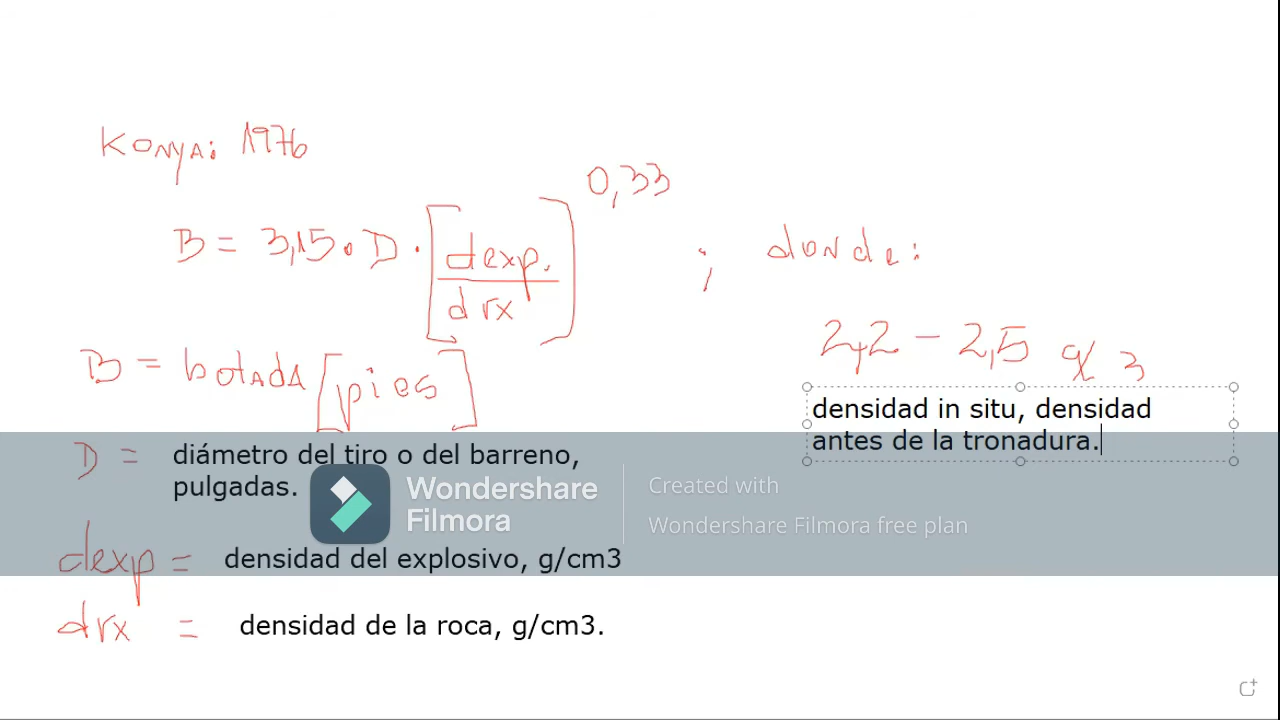 KONYA: 1976
B = 3,15 • D • [dexp. / drx]^0,33 ; donde:
B = botada [pies]
2,2 - 2,5 g/ 3
densidad in situ, densidad
antes de la tronadura.
D = diámetro del tiro o del barreno,
pulgadas.
dexp = densidad del explosivo, g/cm3
drx = densidad de la roca, g/cm3.
Wondershare
Filmora
Created with
Wondershare Filmora free plan